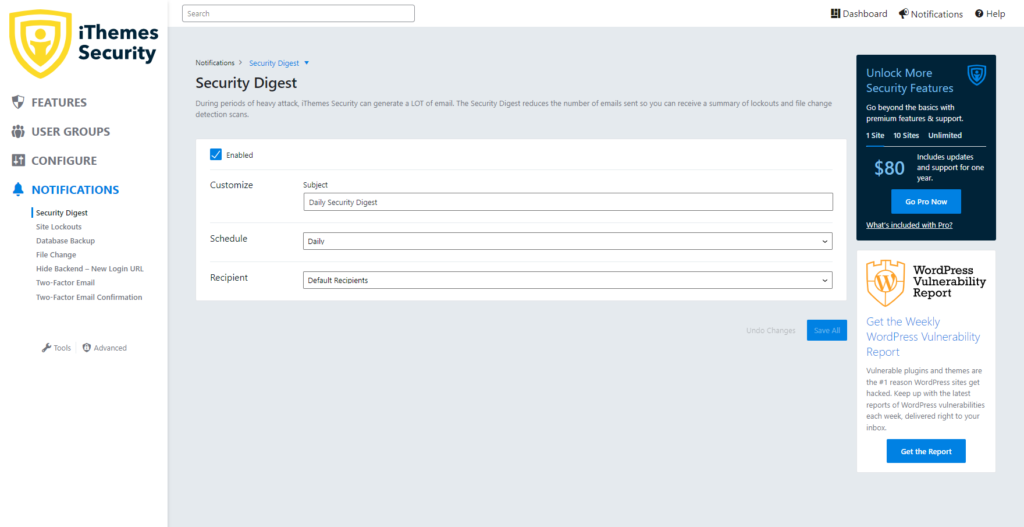 iThemes
Security
FEATURES
USER GROUPS
CONFIGURE
NOTIFICATIONS
Security Digest
Site Lockouts
Database Backup
File Change
Hide Backend – New Login URL
Two-Factor Email
Two-Factor Email Confirmation
Tools
Advanced
Search
Dashboard
Notifications
Help
Notifications > Security Digest
Security Digest
During periods of heavy attack, iThemes Security can generate a LOT of email. The Security Digest reduces the number of emails sent so you can receive a summary of lockouts and file change
detection scans.
Enabled
Customize
Subject
Daily Security Digest
Schedule
Daily
Recipient
Default Recipients
Undo Changes
Save All
Unlock More
Security Features
Go beyond the basics with
premium features & support.
1 Site 10 Sites Unlimited
$80
Includes updates
and support for one
year.
Go Pro Now
What's included with Pro?
WordPress
Vulnerability
Report
Get the Weekly
WordPress Vulnerability
Report
Vulnerable plugins and themes are
the #1 reason WordPress sites get
hacked. Keep up with the latest
reports of WordPress vulnerabilities
each week, delivered right to your
inbox.
Get the Report